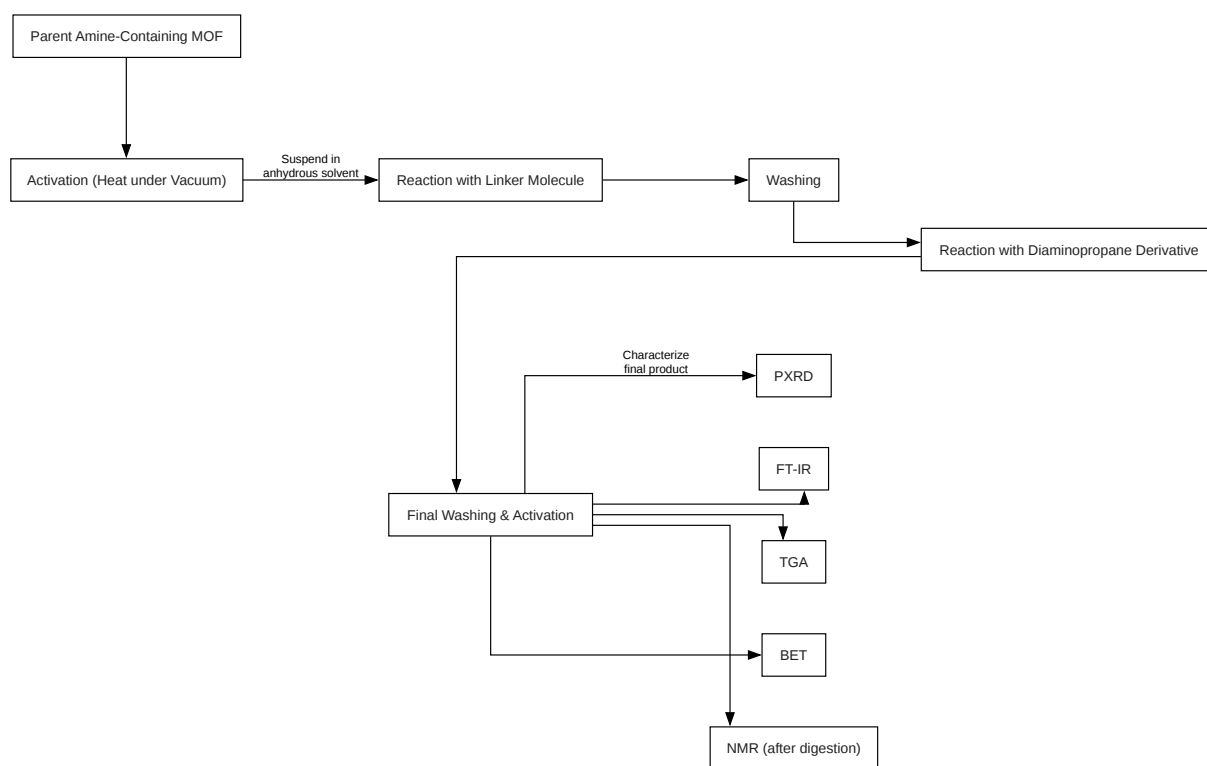 Parent Amine-Containing MOF
Suspend in
anhydrous solvent
Activation (Heat under Vacuum)
Reaction with Linker Molecule
Washing
Reaction with Diaminopropane Derivative
Characterize
final product
PXRD
FT-IR
Final Washing & Activation
TGA
BET
NMR (after digestion)